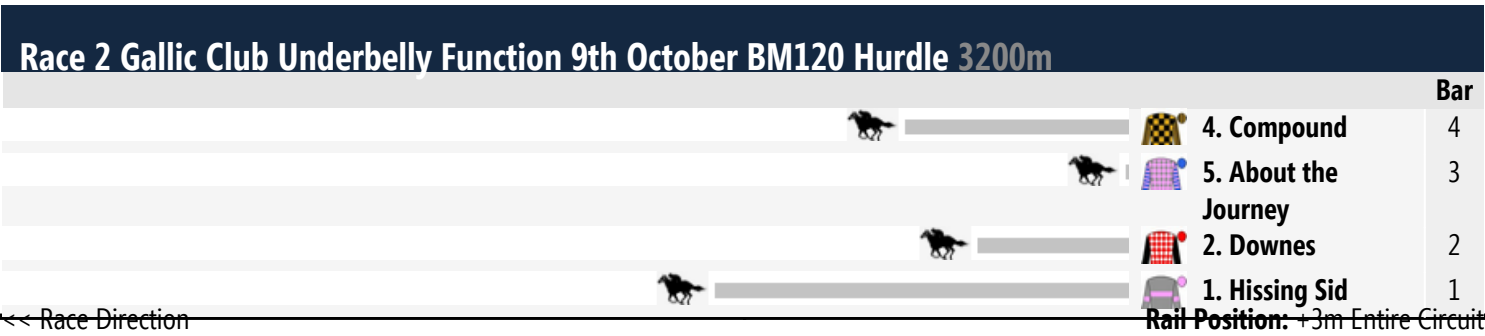 Race 2 Gallic Club Underbelly Function 9th October BM120 Hurdle 3200m
Bar
4. Compound 4
5. About the 3
Journey
2. Downes 2
1. Hissing Sid 1
<< Race Direction Rail Position: +3m Entire Circuit